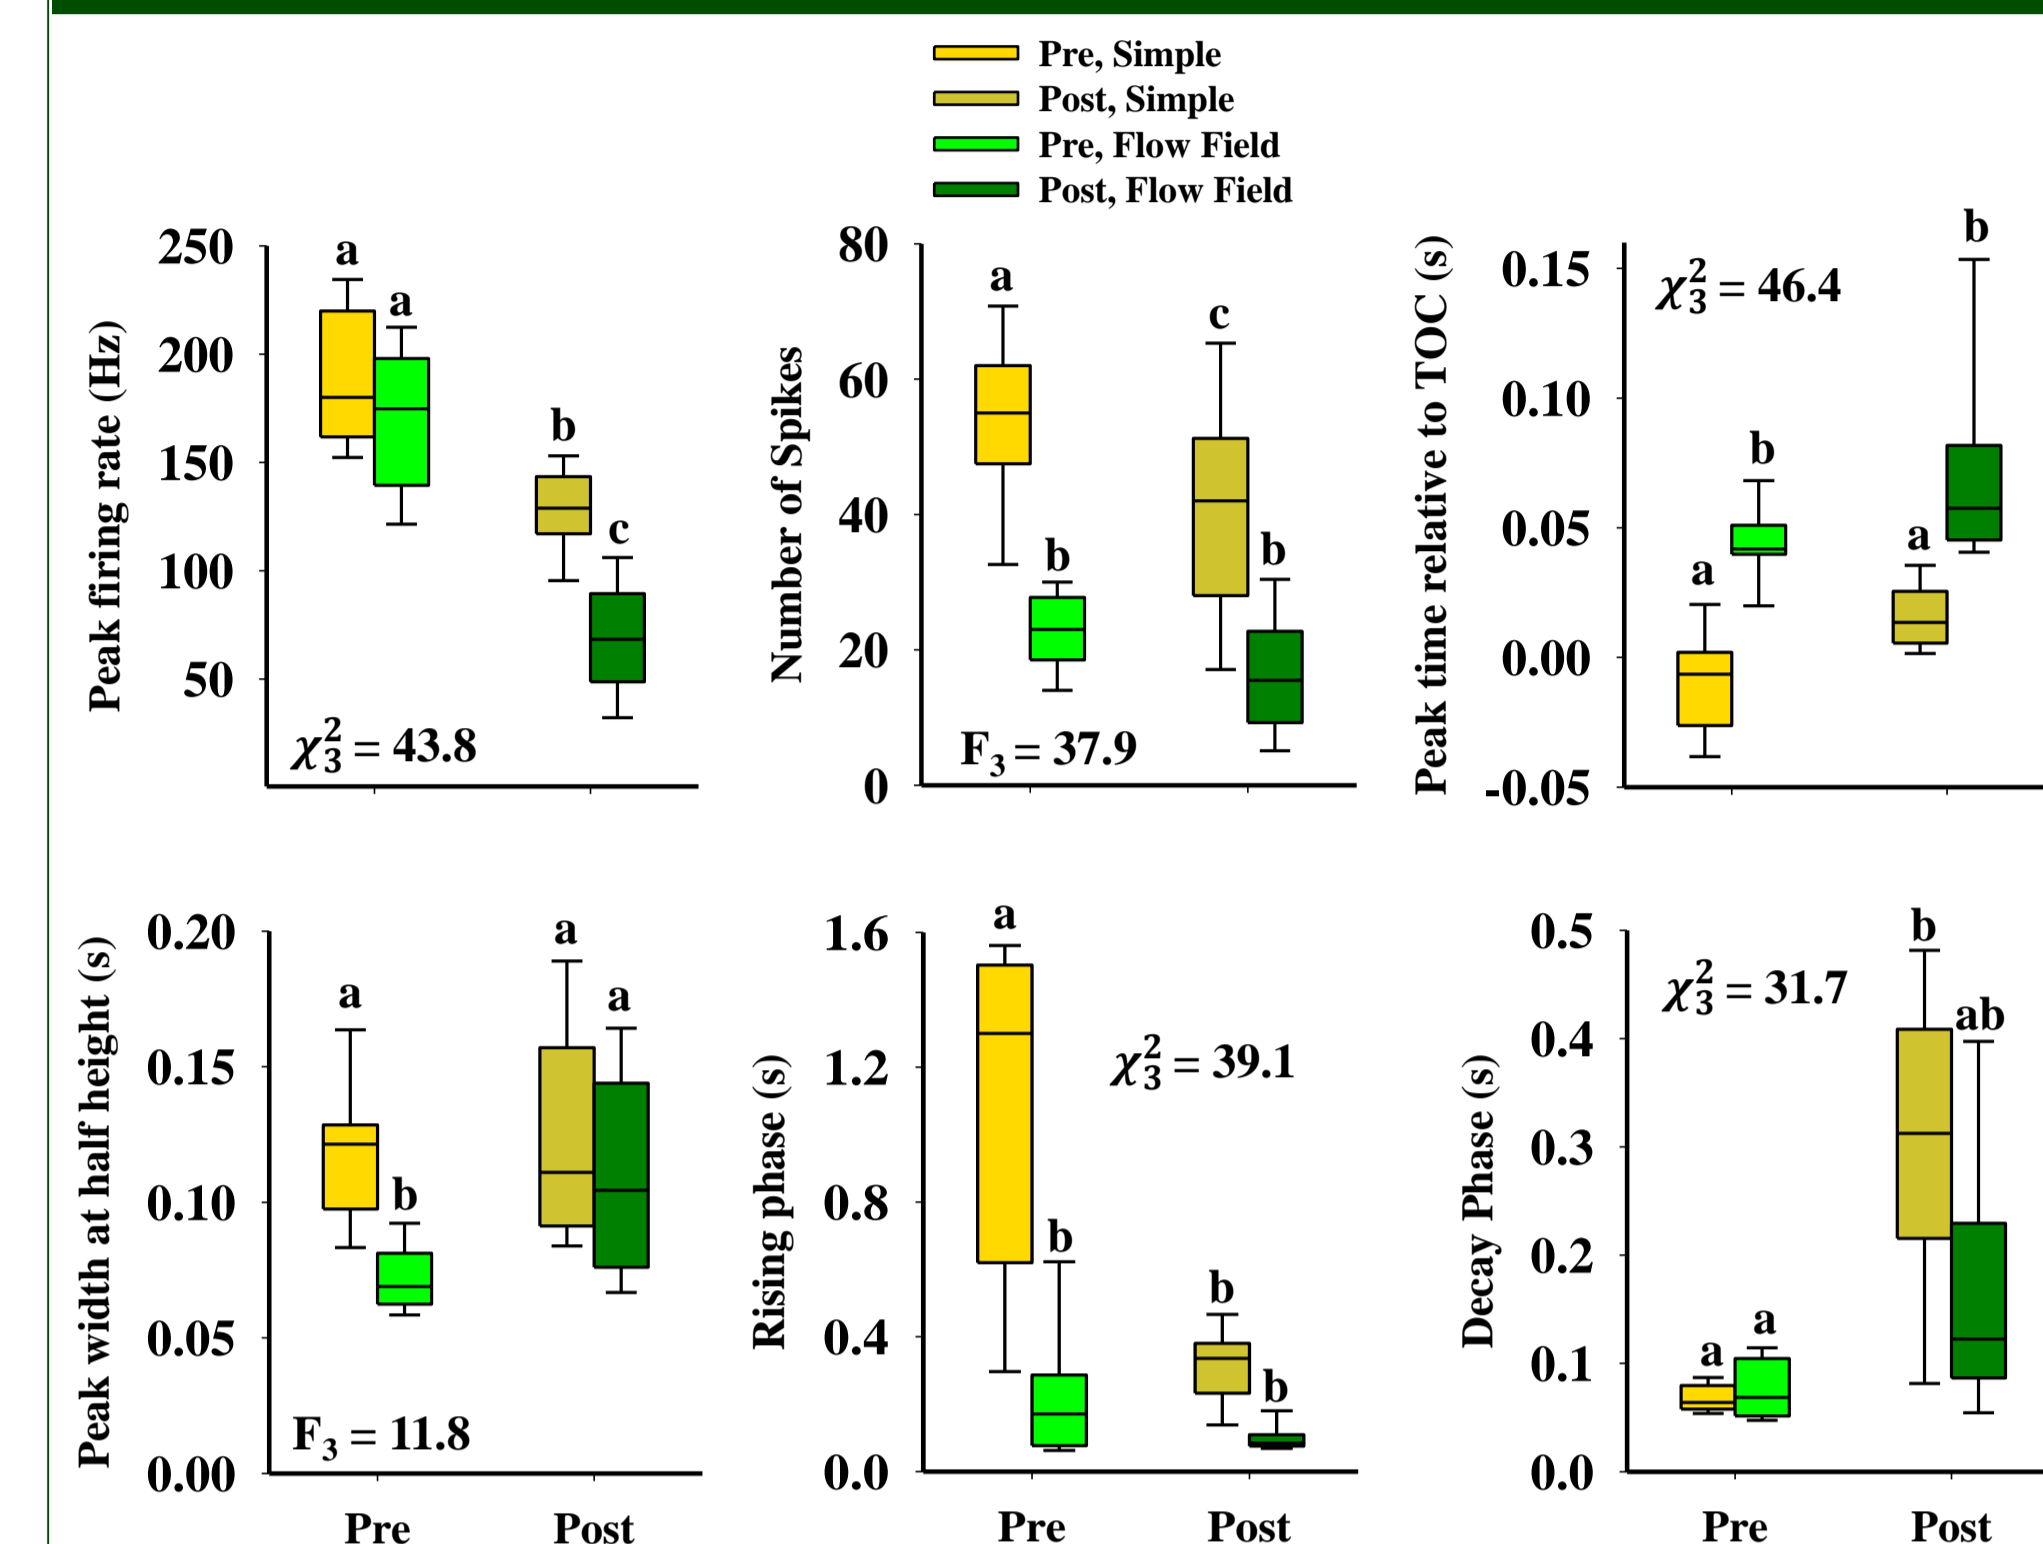 Pre, Simple
Post, Simple
Pre, Flow Field
Post, Flow Field
Peak firing rate (Hz)
250
200
150
100
50
a
a
b
c
χ²₃ = 43.8
Number of Spikes
80
60
40
20
0
a
b
c
b
F₃ = 37.9
Peak time relative to TOC (s)
0.15
0.10
0.05
0.00
-0.05
χ²₃ = 46.4
a
b
a
b
Peak width at half height (s)
0.20
0.15
0.10
0.05
0.00
a
b
a
a
F₃ = 11.8
Pre
Post
Rising phase (s)
1.6
1.2
0.8
0.4
0.0
a
b
b
b
χ²₃ = 39.1
Pre
Post
Decay Phase (s)
0.5
0.4
0.3
0.2
0.1
0.0
χ²₃ = 31.7
a
a
b
ab
Pre
Post